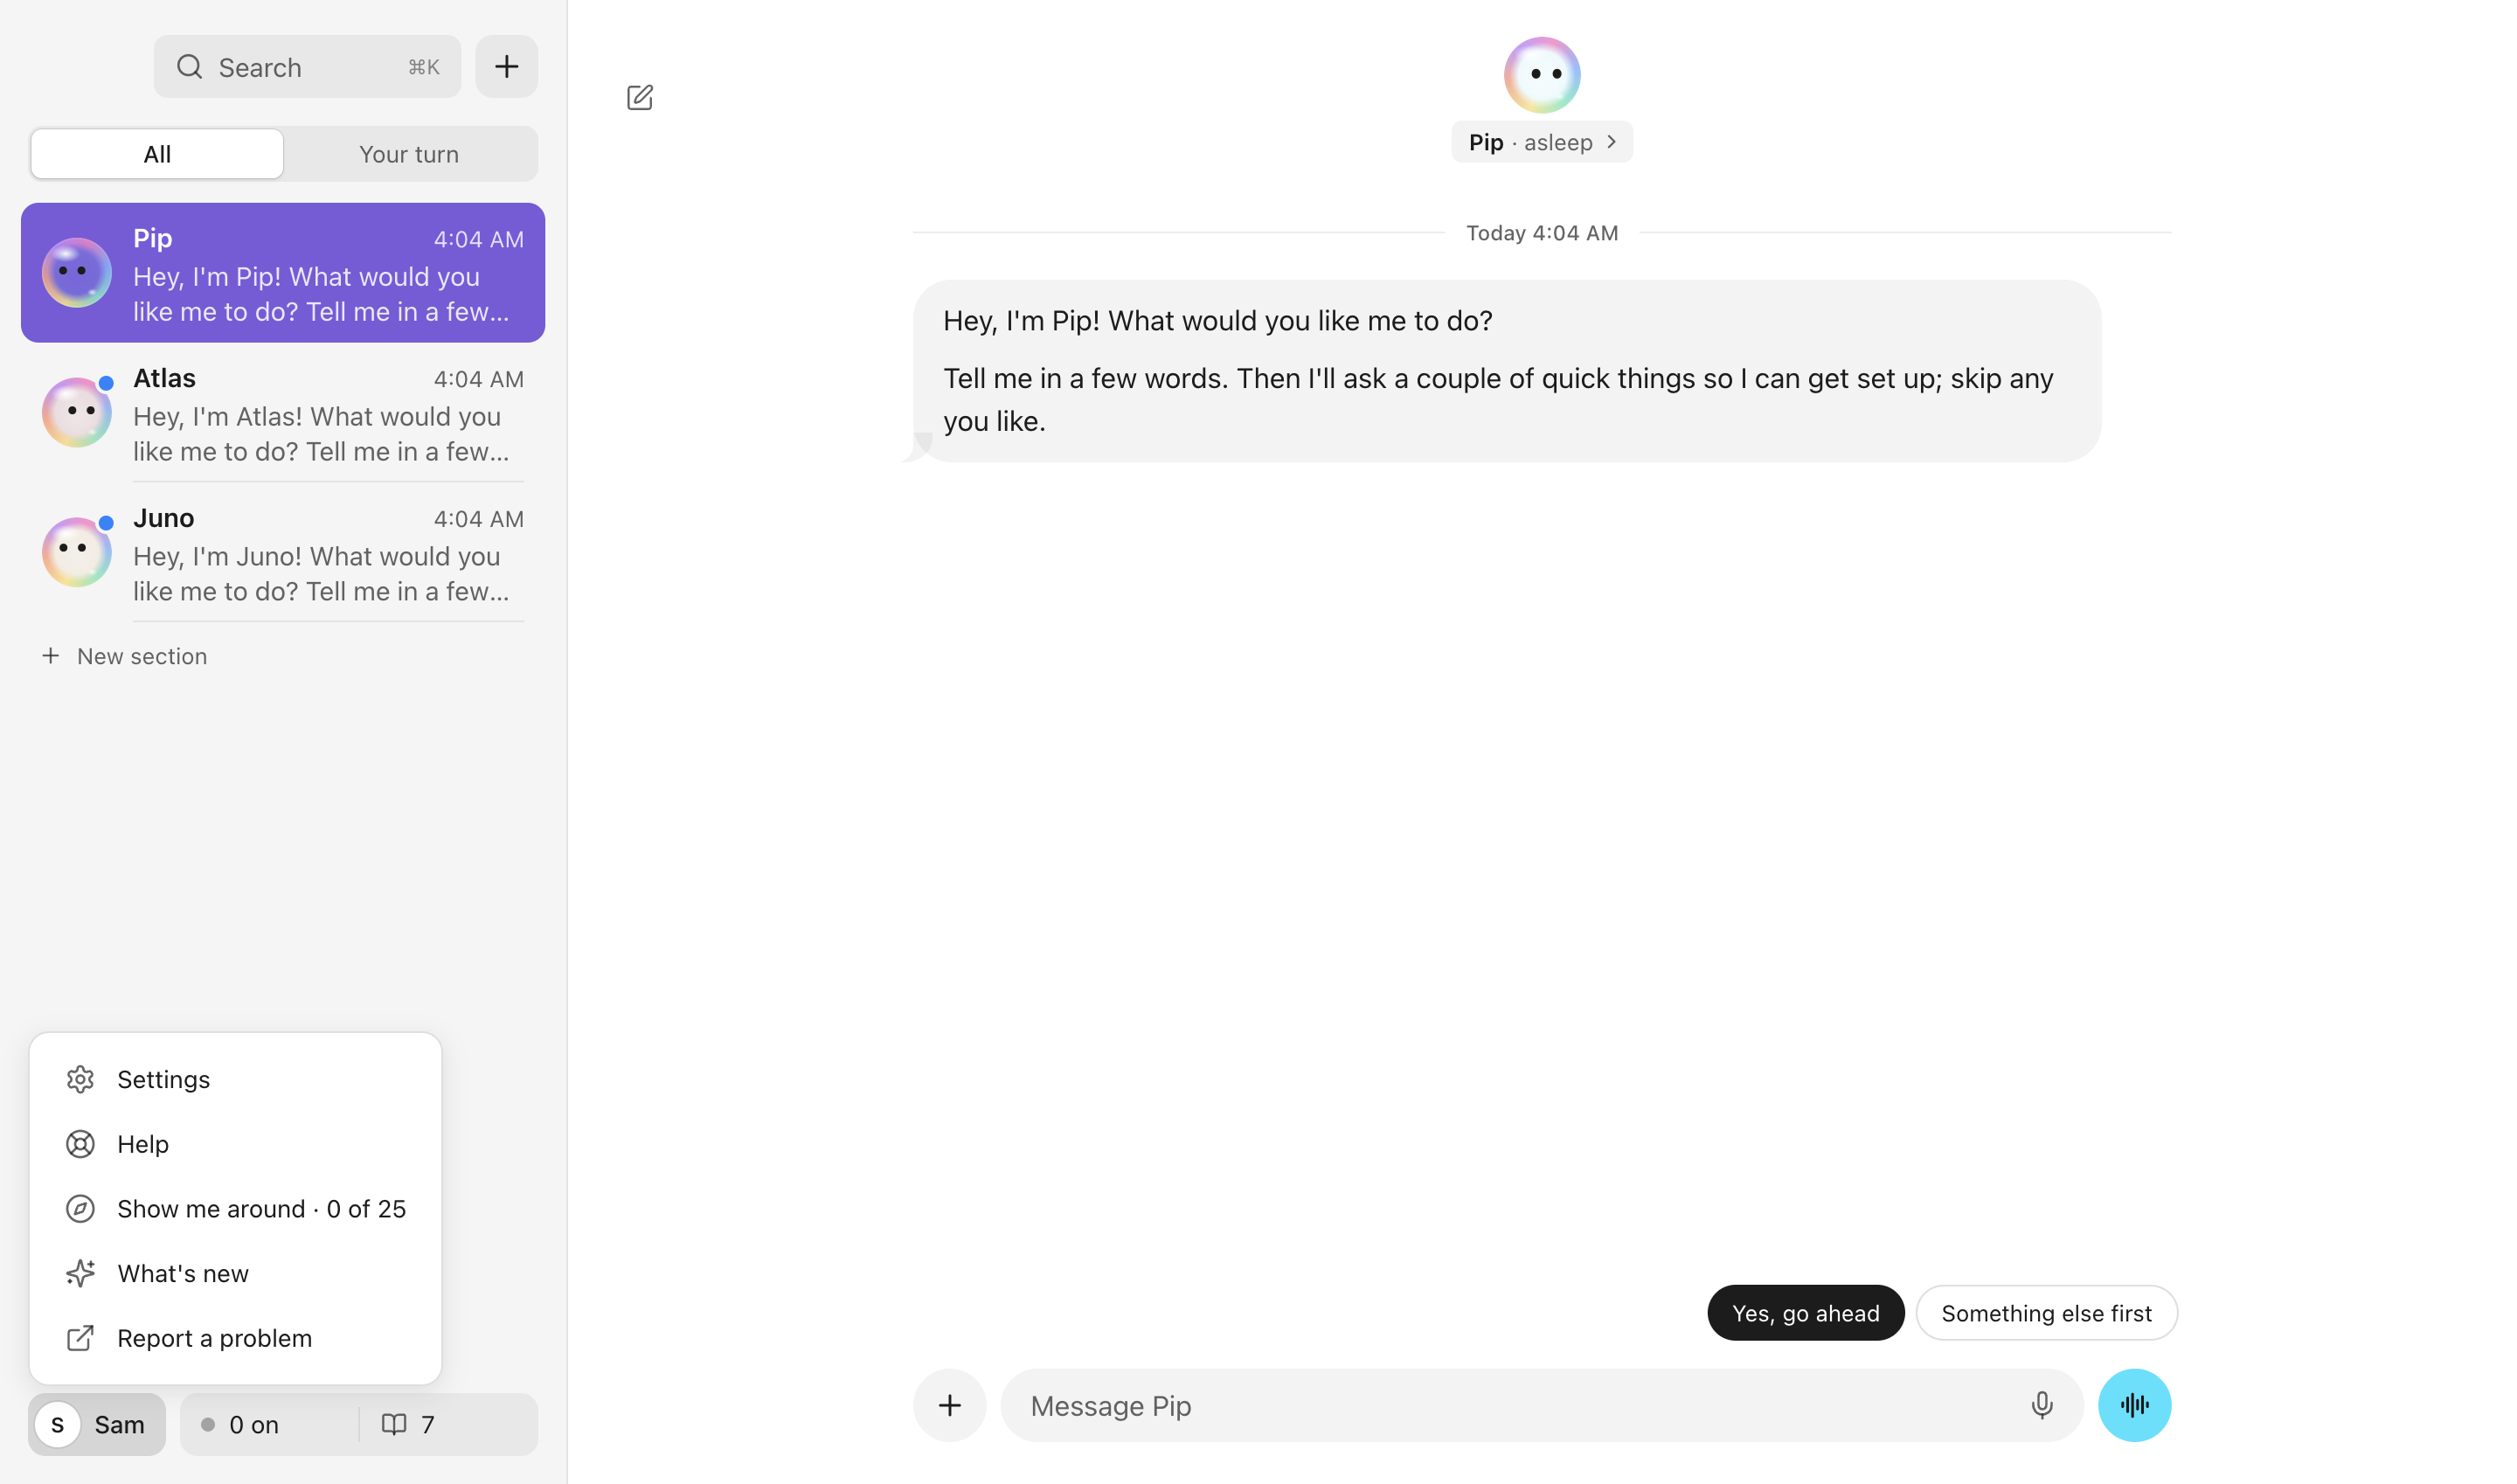 Search ⌘K
All
Your turn
Pip 4:04 AM
Hey, I'm Pip! What would you
like me to do? Tell me in a few...
Atlas 4:04 AM
Hey, I'm Atlas! What would you
like me to do? Tell me in a few...
Juno 4:04 AM
Hey, I'm Juno! What would you
like me to do? Tell me in a few...
New section
Settings
Help
Show me around · 0 of 25
What's new
Report a problem
S Sam
0 on
7
Pip · asleep
Today 4:04 AM
Hey, I'm Pip! What would you like me to do?
Tell me in a few words. Then I'll ask a couple of quick things so I can get set up; skip any
you like.
Yes, go ahead
Something else first
Message Pip